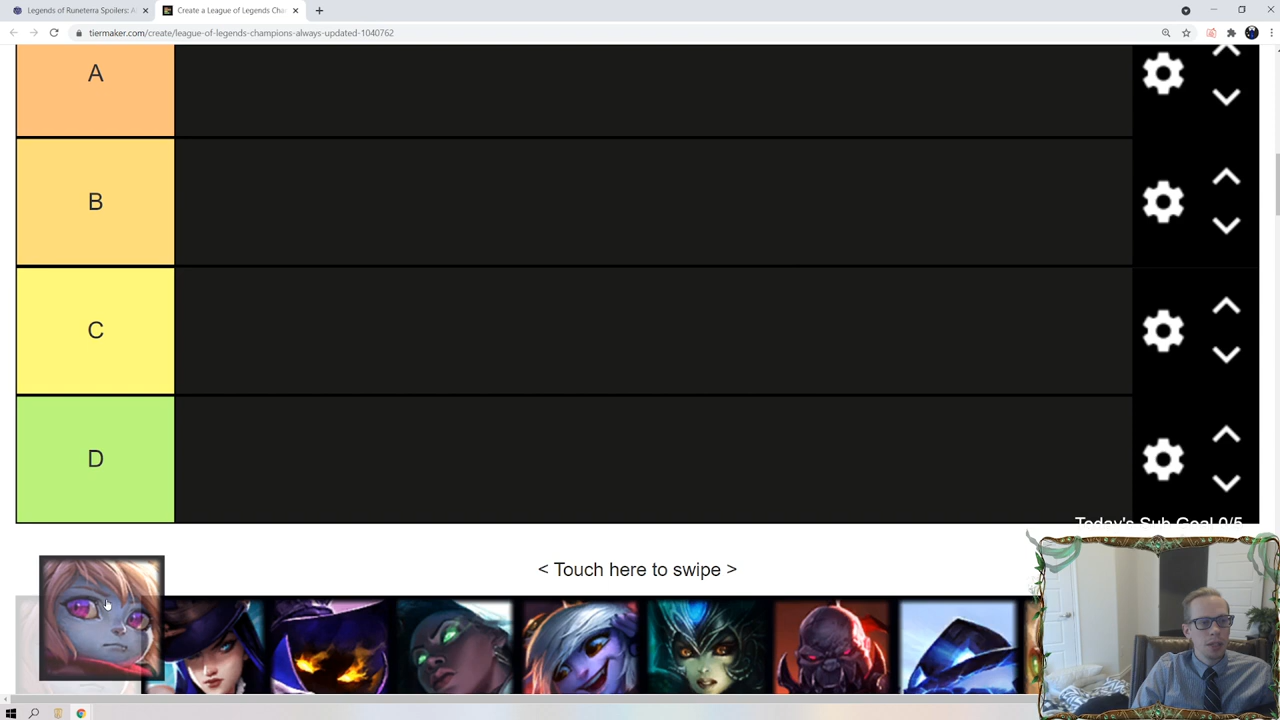 Legends of Runeterra Spoilers: A
Create a League of Legends Cha
tiermaker.com/create/league-of-legends-champions-always-updated-1040762
A
B
C
D
Today's Sub Goal 0/5
< Touch here to swipe >